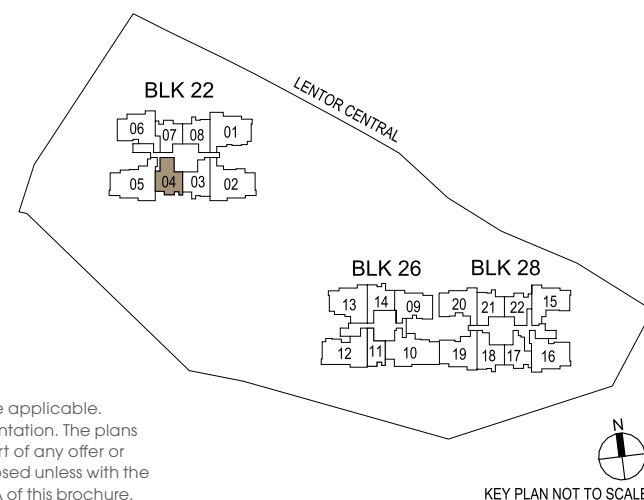 LENTOR CENTRAL
BLK 22
06 07 08 01
05 04 03 02
BLK 26 BLK 28
13 14 09 20 21 22 15
12 11 10 19 18 17 16
e applicable.
ntation. The plans
rt of any offer or
osed unless with the
A of this brochure.
N
KEY PLAN NOT TO SCALE